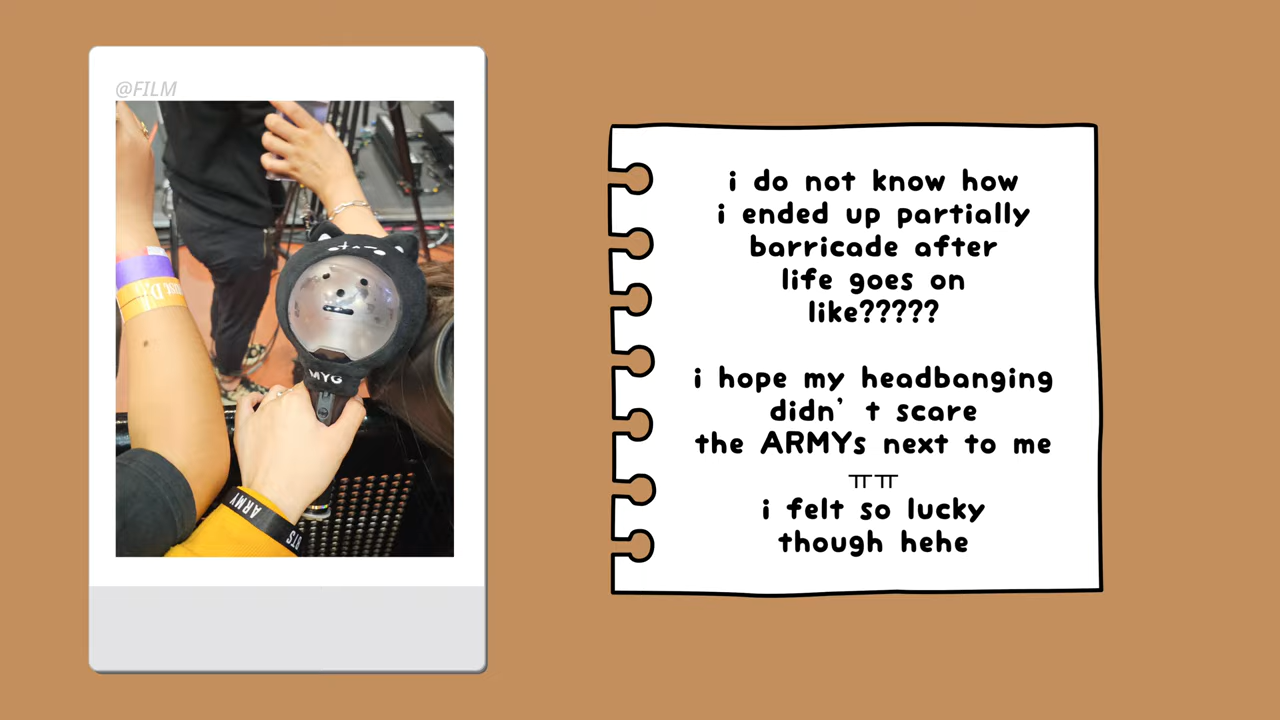 @FILM
MYG
ARMY
BTS
i do not know how
i ended up partially
barricade after
life goes on
like?????
i hope my headbanging
didn't scare
the ARMYs next to me
ㅠㅠ
i felt so lucky
though hehe